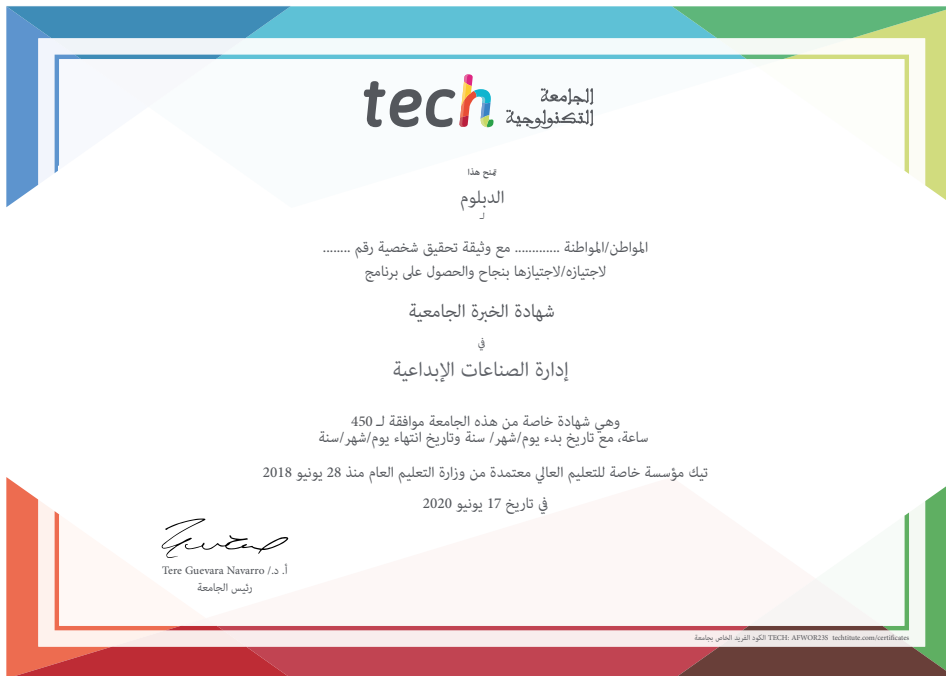 tech الجامعة
التكنولوجية
يمنح هذا
الدبلوم
لـ
المواطن/المواطنة ............. مع وثيقة تحقيق شخصية رقم ........
لاجتيازه/لاجتيازها بنجاح والحصول على برنامج
شهادة الخبرة الجامعية
في
إدارة الصناعات الإبداعية
وهي شهادة خاصة من هذه الجامعة موافقة لـ 450
ساعة، مع تاريخ بدء يوم/شهر/ سنة وتاريخ انتهاء يوم/شهر/سنة
تيك مؤسسة خاصة للتعليم العالي معتمدة من وزارة التعليم العام منذ 28 يونيو 2018
في تاريخ 17 يونيو 2020
أ. د./ Tere Guevara Navarro
رئيس الجامعة
الكود الفريد الخاص بجامعة TECH: AFWOR23S techtitute.com/certificates